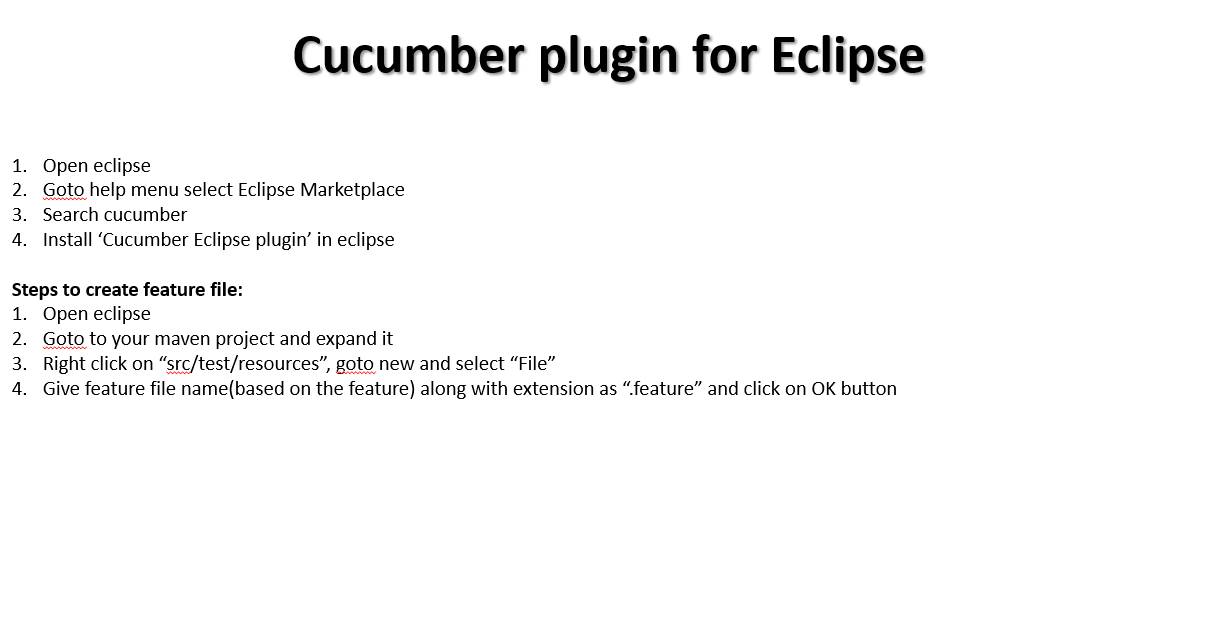 Cucumber plugin for Eclipse
1. Open eclipse
2. Goto help menu select Eclipse Marketplace
3. Search cucumber
4. Install ‘Cucumber Eclipse plugin’ in eclipse
Steps to create feature file:
1. Open eclipse
2. Goto to your maven project and expand it
3. Right click on “src/test/resources”, goto new and select “File”
4. Give feature file name(based on the feature) along with extension as “.feature” and click on OK button